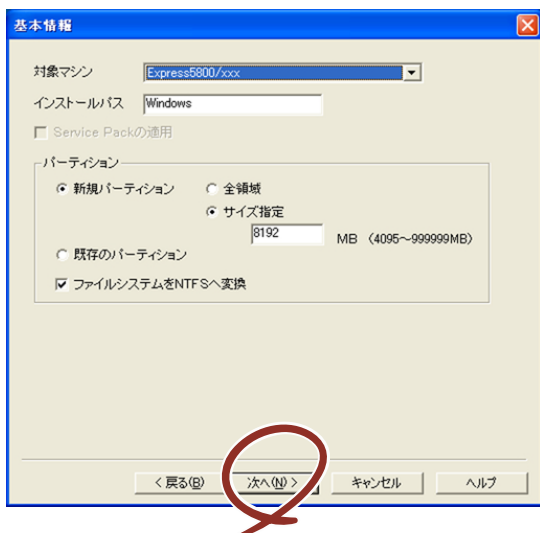 基本情報
対象マシン Express5800/xxx
インストールパス Windows
Service Packの適用
パーティション
新規パーティション 全領域
サイズ指定
8192 MB (4095～999999MB)
既存のパーティション
ファイルシステムをNTFSへ変換
< 戻る(B) 次へ(N) > キャンセル ヘルプ